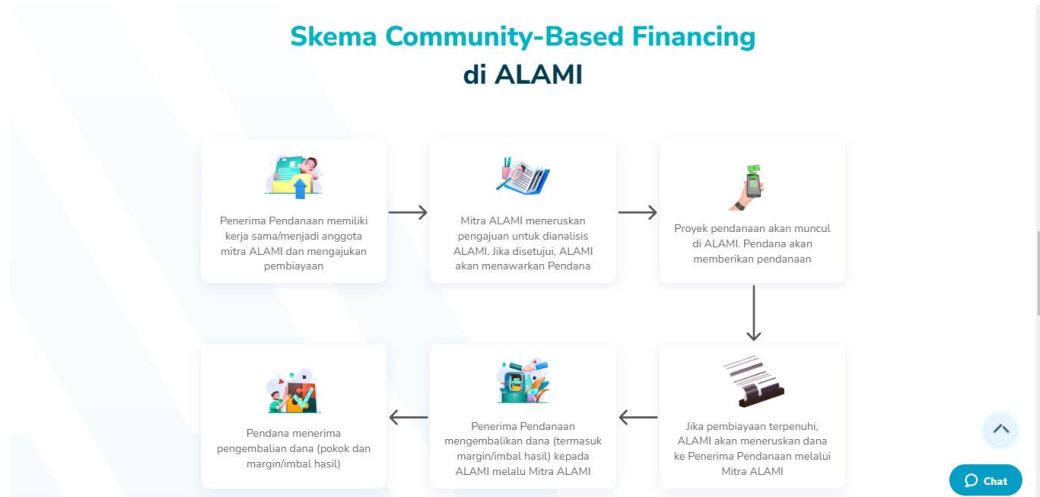 Skema Community-Based Financing
di ALAMI
Penerima Pendanaan memiliki
kerja sama/menjadi anggota
mitra ALAMI dan mengajukan
pembiayaan
Mitra ALAMI meneruskan
pengajuan untuk dianalisis
ALAMI. Jika disetujui, ALAMI
akan menawarkan Pendana
Proyek pendanaan akan muncul
di ALAMI. Pendana akan
memberikan pendanaan
Jika pembiayaan terpenuhi,
ALAMI akan meneruskan dana
ke Penerima Pendanaan melalui
Mitra ALAMI
Penerima Pendanaan
mengembalikan dana (termasuk
margin/imbal hasil) kepada
ALAMI melalu Mitra ALAMI
Pendana menerima
pengembalian dana (pokok dan
margin/imbal hasil)
Chat